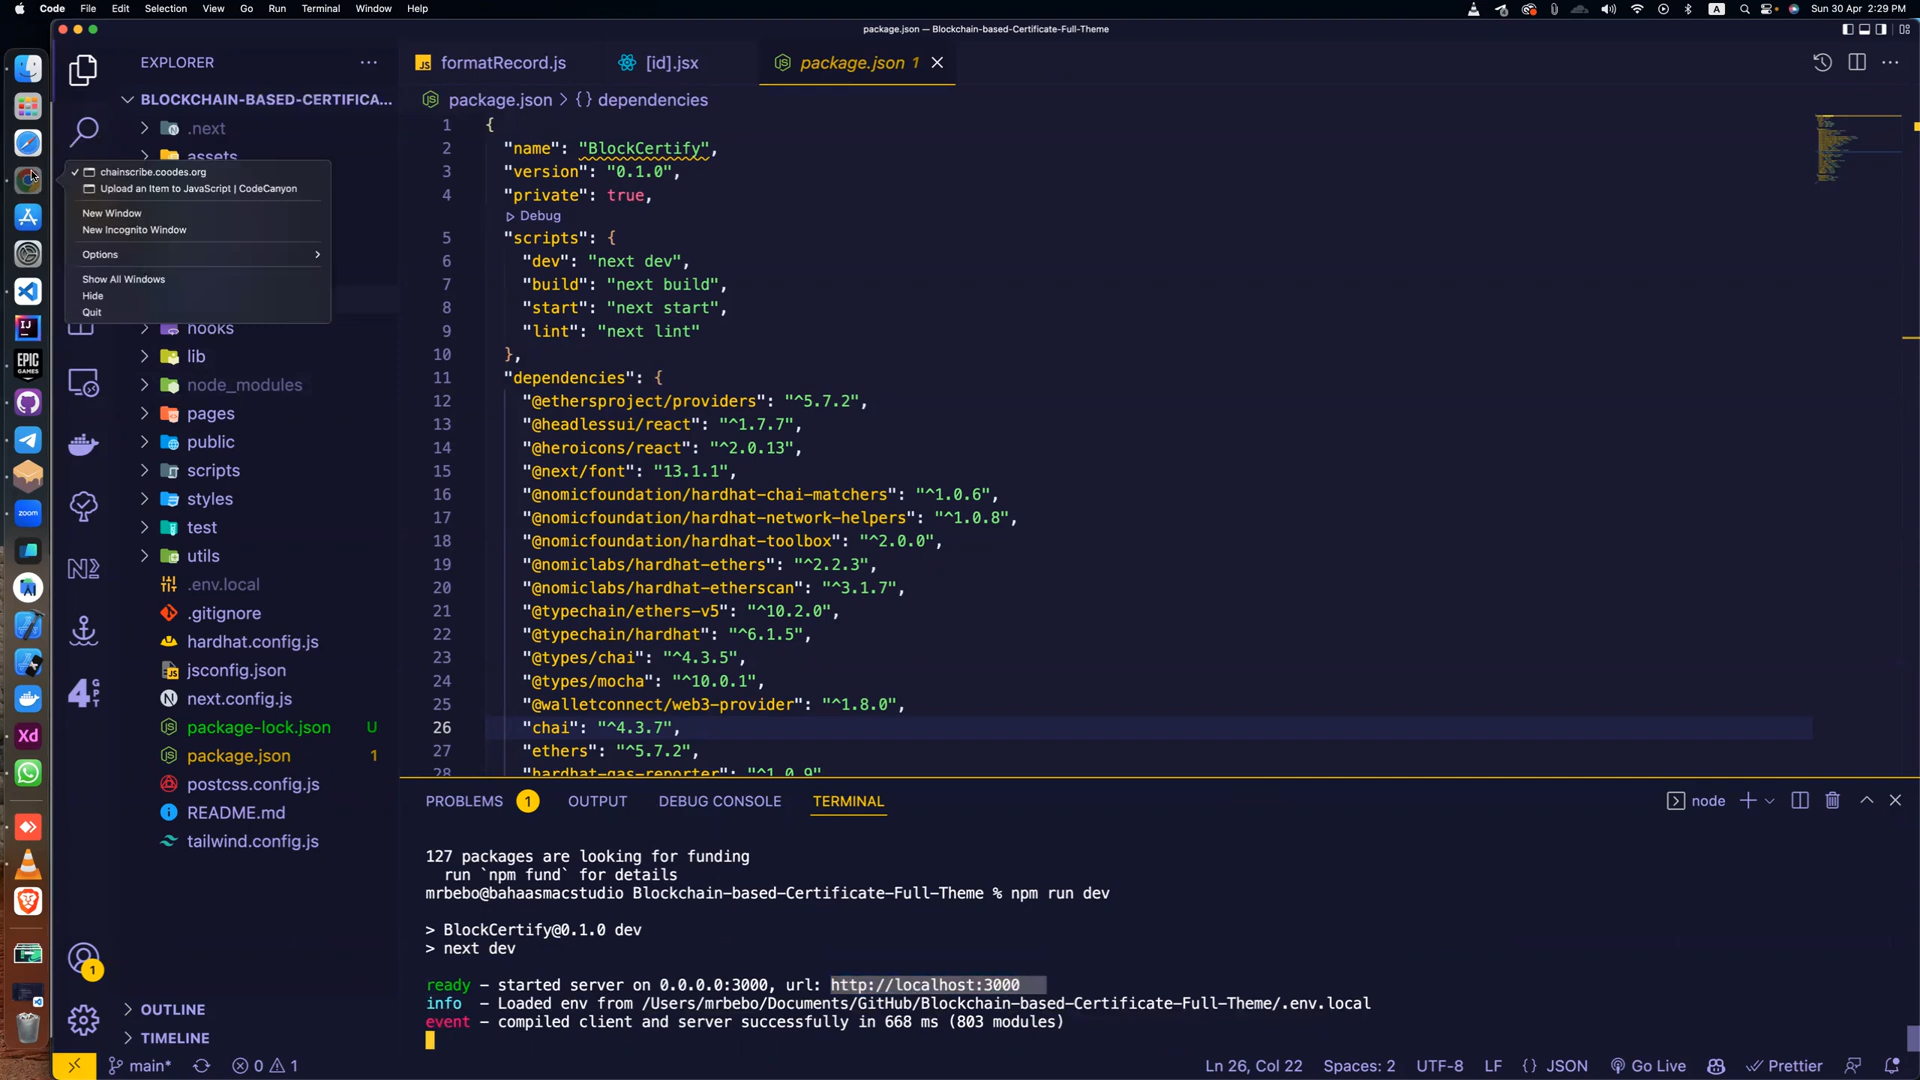 Code File Edit Selection View Go Run Terminal Window Help
A Sun 30 Apr 2:29 PM
package.json — Blockchain-based-Certificate-Full-Theme
EXPLORER
JS formatRecord.js
[id].jsx
package.json 1
BLOCKCHAIN-BASED-CERTIFICA...
package.json > {} dependencies
.next
assets
chainscribe.coodes.org
Upload an Item to JavaScript | CodeCanyon
New Window
New Incognito Window
Options
Show All Windows
Hide
Quit
hooks
lib
node_modules
pages
public
scripts
styles
test
utils
.env.local
.gitignore
hardhat.config.js
jsconfig.json
next.config.js
package-lock.json U
package.json 1
postcss.config.js
README.md
tailwind.config.js
OUTLINE
TIMELINE
IJ
EPIC GAMES
zoom
Xd
N
4 GPT
1
1 {
2 "name": "BlockCertify",
3 "version": "0.1.0",
4 "private": true,
Debug
5 "scripts": {
6 "dev": "next dev",
7 "build": "next build",
8 "start": "next start",
9 "lint": "next lint"
10 },
11 "dependencies": {
12 "@ethersproject/providers": "^5.7.2",
13 "@headlessui/react": "^1.7.7",
14 "@heroicons/react": "^2.0.13",
15 "@next/font": "13.1.1",
16 "@nomicfoundation/hardhat-chai-matchers": "^1.0.6",
17 "@nomicfoundation/hardhat-network-helpers": "^1.0.8",
18 "@nomicfoundation/hardhat-toolbox": "^2.0.0",
19 "@nomiclabs/hardhat-ethers": "^2.2.3",
20 "@nomiclabs/hardhat-etherscan": "^3.1.7",
21 "@typechain/ethers-v5": "^10.2.0",
22 "@typechain/hardhat": "^6.1.5",
23 "@types/chai": "^4.3.5",
24 "@types/mocha": "^10.0.1",
25 "@walletconnect/web3-provider": "^1.8.0",
26 "chai": "^4.3.7",
27 "ethers": "^5.7.2",
28 "hardhat-gas-reporter": "^1.0.9"
PROBLEMS 1 OUTPUT DEBUG CONSOLE TERMINAL
node
127 packages are looking for funding
run `npm fund` for details
mrbebo@bahaasmacstudio Blockchain-based-Certificate-Full-Theme % npm run dev
> BlockCertify@0.1.0 dev
> next dev
ready - started server on 0.0.0.0:3000, url: http://localhost:3000
info - Loaded env from /Users/mrbebo/Documents/GitHub/Blockchain-based-Certificate-Full-Theme/.env.local
event - compiled client and server successfully in 668 ms (803 modules)
main* 0 1
Ln 26, Col 22 Spaces: 2 UTF-8 LF {} JSON Go Live Prettier